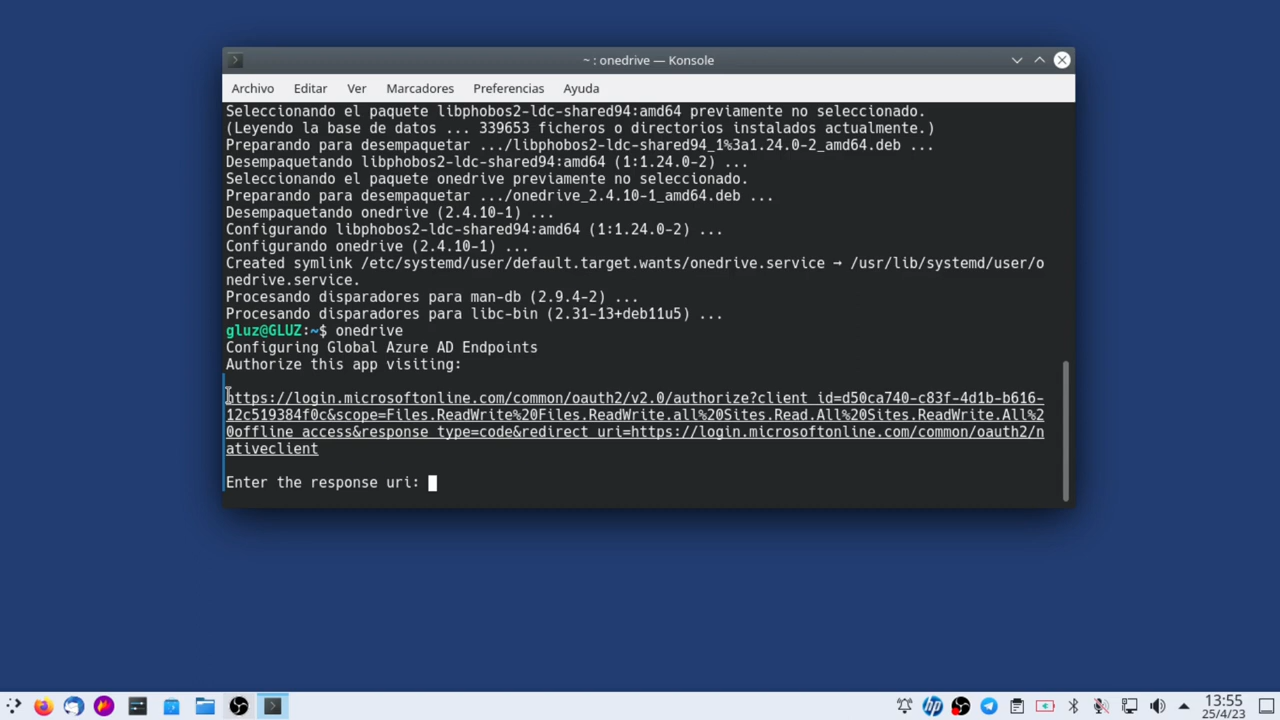 ~ : onedrive — Konsole
Archivo Editar Ver Marcadores Preferencias Ayuda
Seleccionando el paquete libphobos2-ldc-shared94:amd64 previamente no seleccionado.
(Leyendo la base de datos ... 339653 ficheros o directorios instalados actualmente.)
Preparando para desempaquetar .../libphobos2-ldc-shared94_1%3a1.24.0-2_amd64.deb ...
Desempaquetando libphobos2-ldc-shared94:amd64 (1:1.24.0-2) ...
Seleccionando el paquete onedrive previamente no seleccionado.
Preparando para desempaquetar .../onedrive_2.4.10-1_amd64.deb ...
Desempaquetando onedrive (2.4.10-1) ...
Configurando libphobos2-ldc-shared94:amd64 (1:1.24.0-2) ...
Configurando onedrive (2.4.10-1) ...
Created symlink /etc/systemd/user/default.target.wants/onedrive.service → /usr/lib/systemd/user/o
nedrive.service.
Procesando disparadores para man-db (2.9.4-2) ...
Procesando disparadores para libc-bin (2.31-13+deb11u5) ...
gluz@GLUZ:~$ onedrive
Configuring Global Azure AD Endpoints
Authorize this app visiting:
https://login.microsoftonline.com/common/oauth2/v2.0/authorize?client_id=d50ca740-c83f-4d1b-b616-
12c519384f0c&scope=Files.ReadWrite%20Files.ReadWrite.all%20Sites.Read.All%20Sites.ReadWrite.All%2
0offline_access&response_type=code&redirect_uri=https://login.microsoftonline.com/common/oauth2/n
ativeclient
Enter the response uri:
13:55
25/4/23